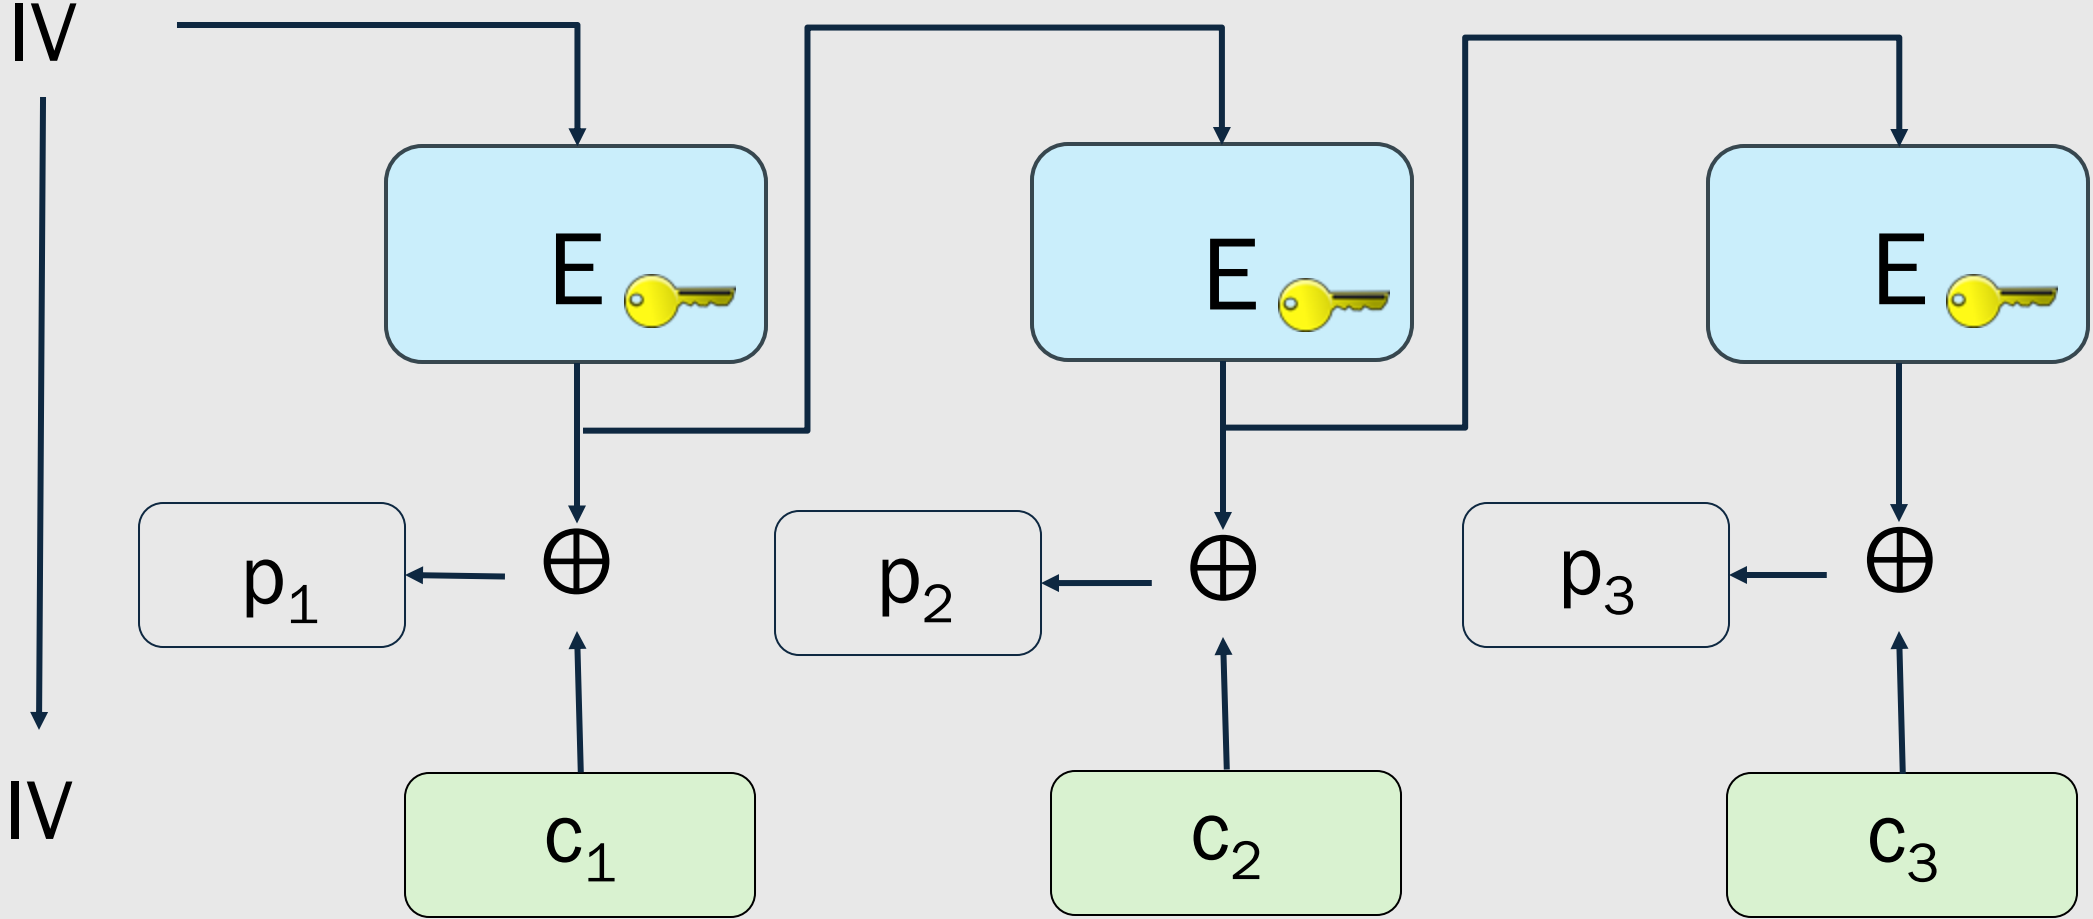 IV
E
E
E
p₁
p₂
p₃
⊕
⊕
⊕
IV
c₁
c₂
c₃